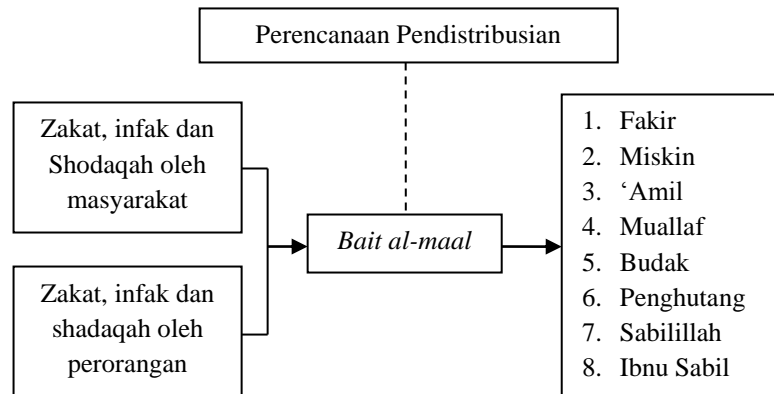 Perencanaan Pendistribusian
Zakat, infak dan
Shodaqah oleh
masyarakat
Zakat, infak dan
shadaqah oleh
perorangan
Bait al-maal
1. Fakir
2. Miskin
3. ‘Amil
4. Muallaf
5. Budak
6. Penghutang
7. Sabilillah
8. Ibnu Sabil